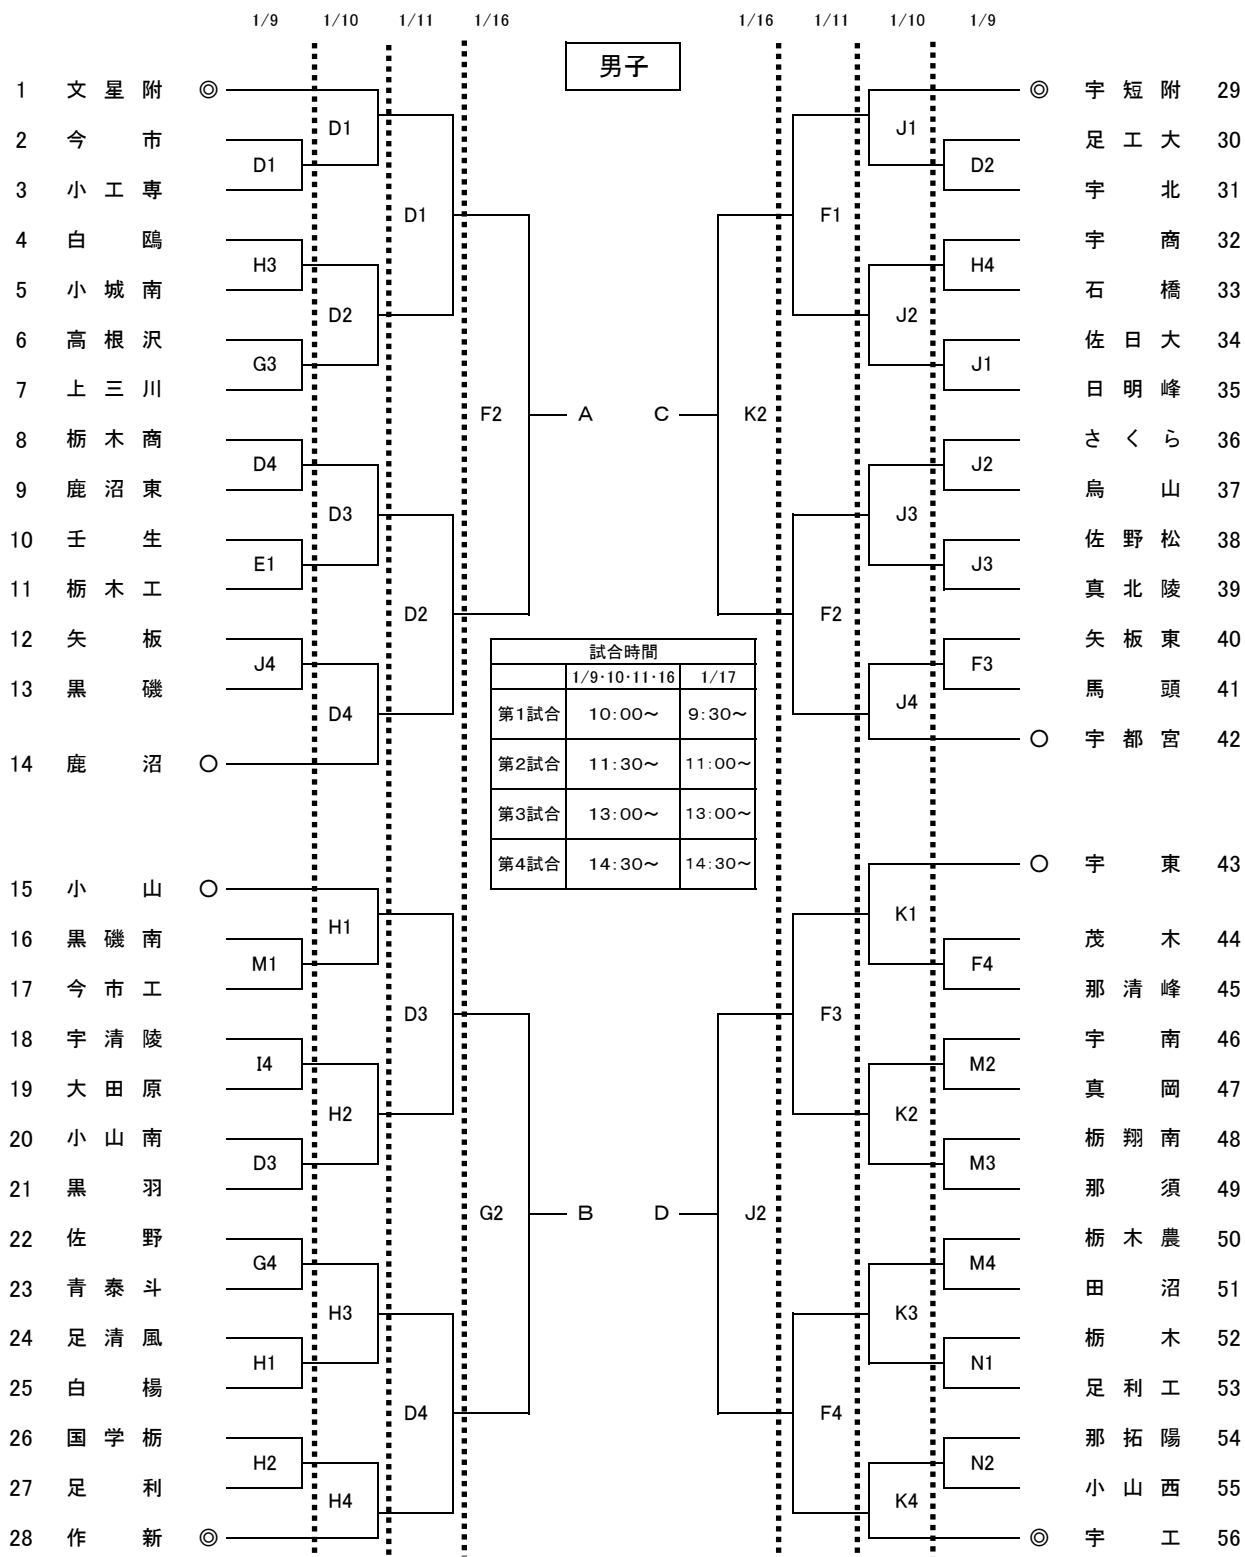 1/9 1/10 1/11 1/16 1/16 1/11 1/10 1/9
男子
1 文星附 ◎ ◎ 宇短附 29
D1 J1
2 今市 足工大 30
D1 D2
3 小工専 宇北 31
D1 F1
4 白鴎 宇商 32
H3 H4
5 小城南 石橋 33
D2 J2
6 高根沢 佐日大 34
G3 J1
7 上三川 日明峰 35
F2 A C K2
8 栃木商 さくら 36
D4 J2
9 鹿沼東 烏山 37
D3 J3
10 壬生 佐野松 38
E1 J3
11 栃木工 真北陵 39
D2 F2
12 矢板 矢板東 40
J4 F3
13 黒磯 馬頭 41
D4 J4
宇都宮 42 ○
14 鹿沼 ○
試合時間
1/9・10・11・16 1/17
第1試合 10:00～ 9:30～
第2試合 11:30～ 11:00～
第3試合 13:00～ 13:00～
第4試合 14:30～ 14:30～
○ 宇東 43
15 小山 ○
H1 K1
16 黒磯南 茂木 44
M1 F4
17 今市工 那清峰 45
D3 F3
18 宇清陵 宇南 46
I4 M2
19 大田原 真岡 47
H2 K2
20 小山南 栃翔南 48
D3 M3
21 黒羽 那須 49
G2 B D J2
22 佐野 栃木農 50
G4 M4
23 青泰斗 田沼 51
H3 K3
24 足清風 栃木 52
H1 N1
25 白楊 足利工 53
D4 F4
26 国学栃 那拓陽 54
H2 N2
27 足利 小山西 55
H4 K4
28 作新 ◎ ◎ 宇工 56